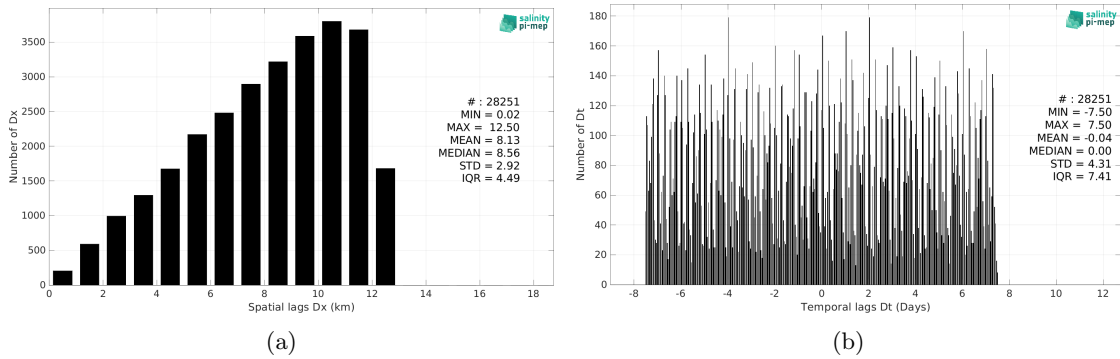 salinity
pi-mep
3500
3000
2500
2000
1500
1000
500
0
Number of Dx
# : 28251
MIN = 0.02
MAX = 12.50
MEAN = 8.13
MEDIAN = 8.56
STD = 2.92
IQR = 4.49
0 2 4 6 8 10 12 14 16 18
Spatial lags Dx (km)
(a)
salinity
pi-mep
180
160
140
120
100
80
60
40
20
0
Number of Dt
# : 28251
MIN = -7.50
MAX = 7.50
MEAN = -0.04
MEDIAN = 0.00
STD = 4.31
IQR = 7.41
-8 -6 -4 -2 0 2 4 6 8 10 12
Temporal lags Dt (Days)
(b)